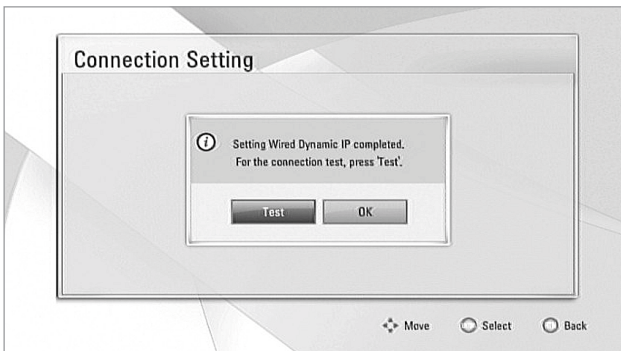 Connection Setting
Setting Wired Dynamic IP completed.
For the connection test, press 'Test'.
Test
OK
Move
Select
Back